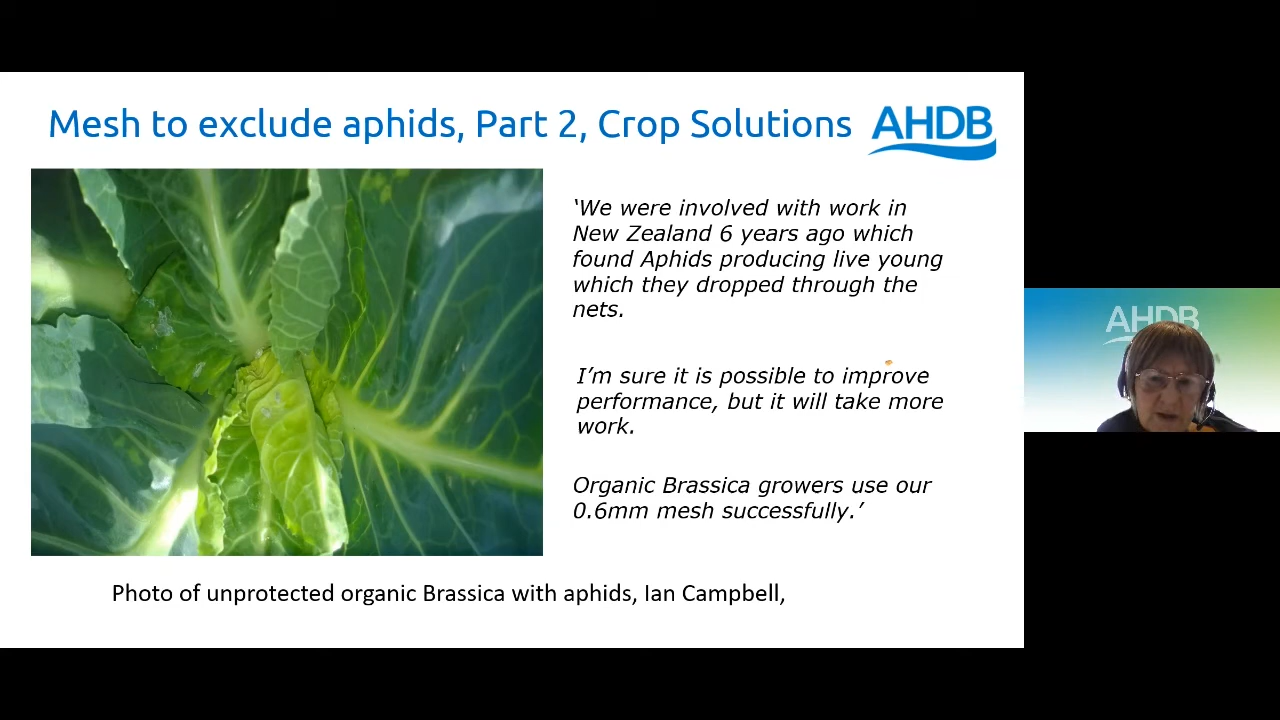 Mesh to exclude aphids, Part 2, Crop Solutions
AHDB
‘We were involved with work in
New Zealand 6 years ago which
found Aphids producing live young
which they dropped through the
nets.
I’m sure it is possible to improve
performance, but it will take more
work.
Organic Brassica growers use our
0.6mm mesh successfully.’
Photo of unprotected organic Brassica with aphids, Ian Campbell,
AHDB